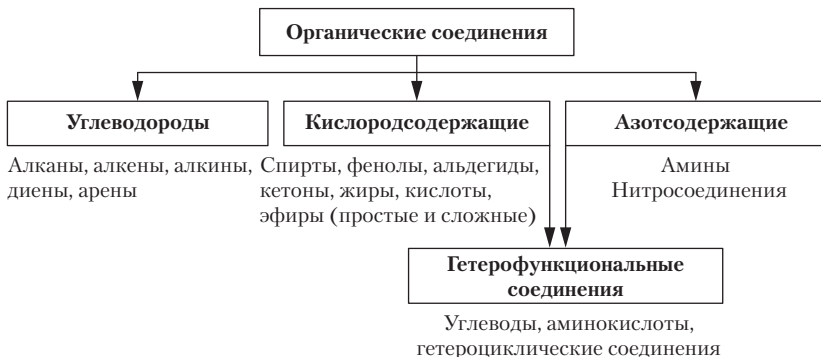 Органические соединения
Углеводороды
Алканы, алкены, алкины,
диены, арены
Кислородсодержащие
Спирты, фенолы, альдегиды,
кетоны, жиры, кислоты,
эфиры (простые и сложные)
Азотсодержащие
Амины
Нитросоединения
Гетерофункциональные
соединения
Углеводы, аминокислоты,
гетероциклические соединения